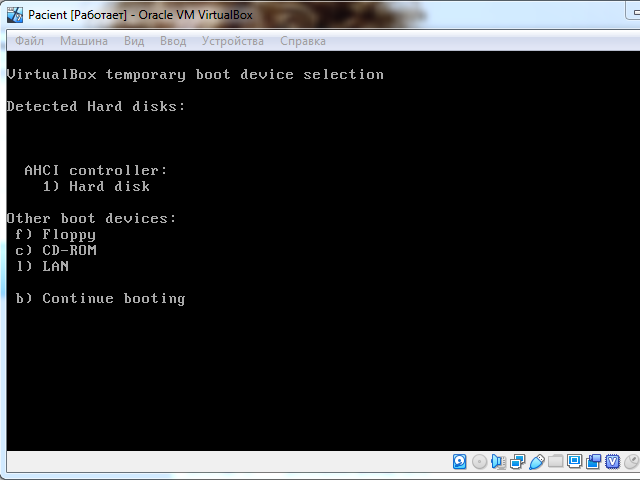 Pacient [Работает] - Oracle VM VirtualBox
Файл Машина Вид Ввод Устройства Справка
VirtualBox temporary boot device selection
Detected Hard disks:
AHCI controller:
1) Hard disk
Other boot devices:
f) Floppy
c) CD-ROM
l) LAN
b) Continue booting